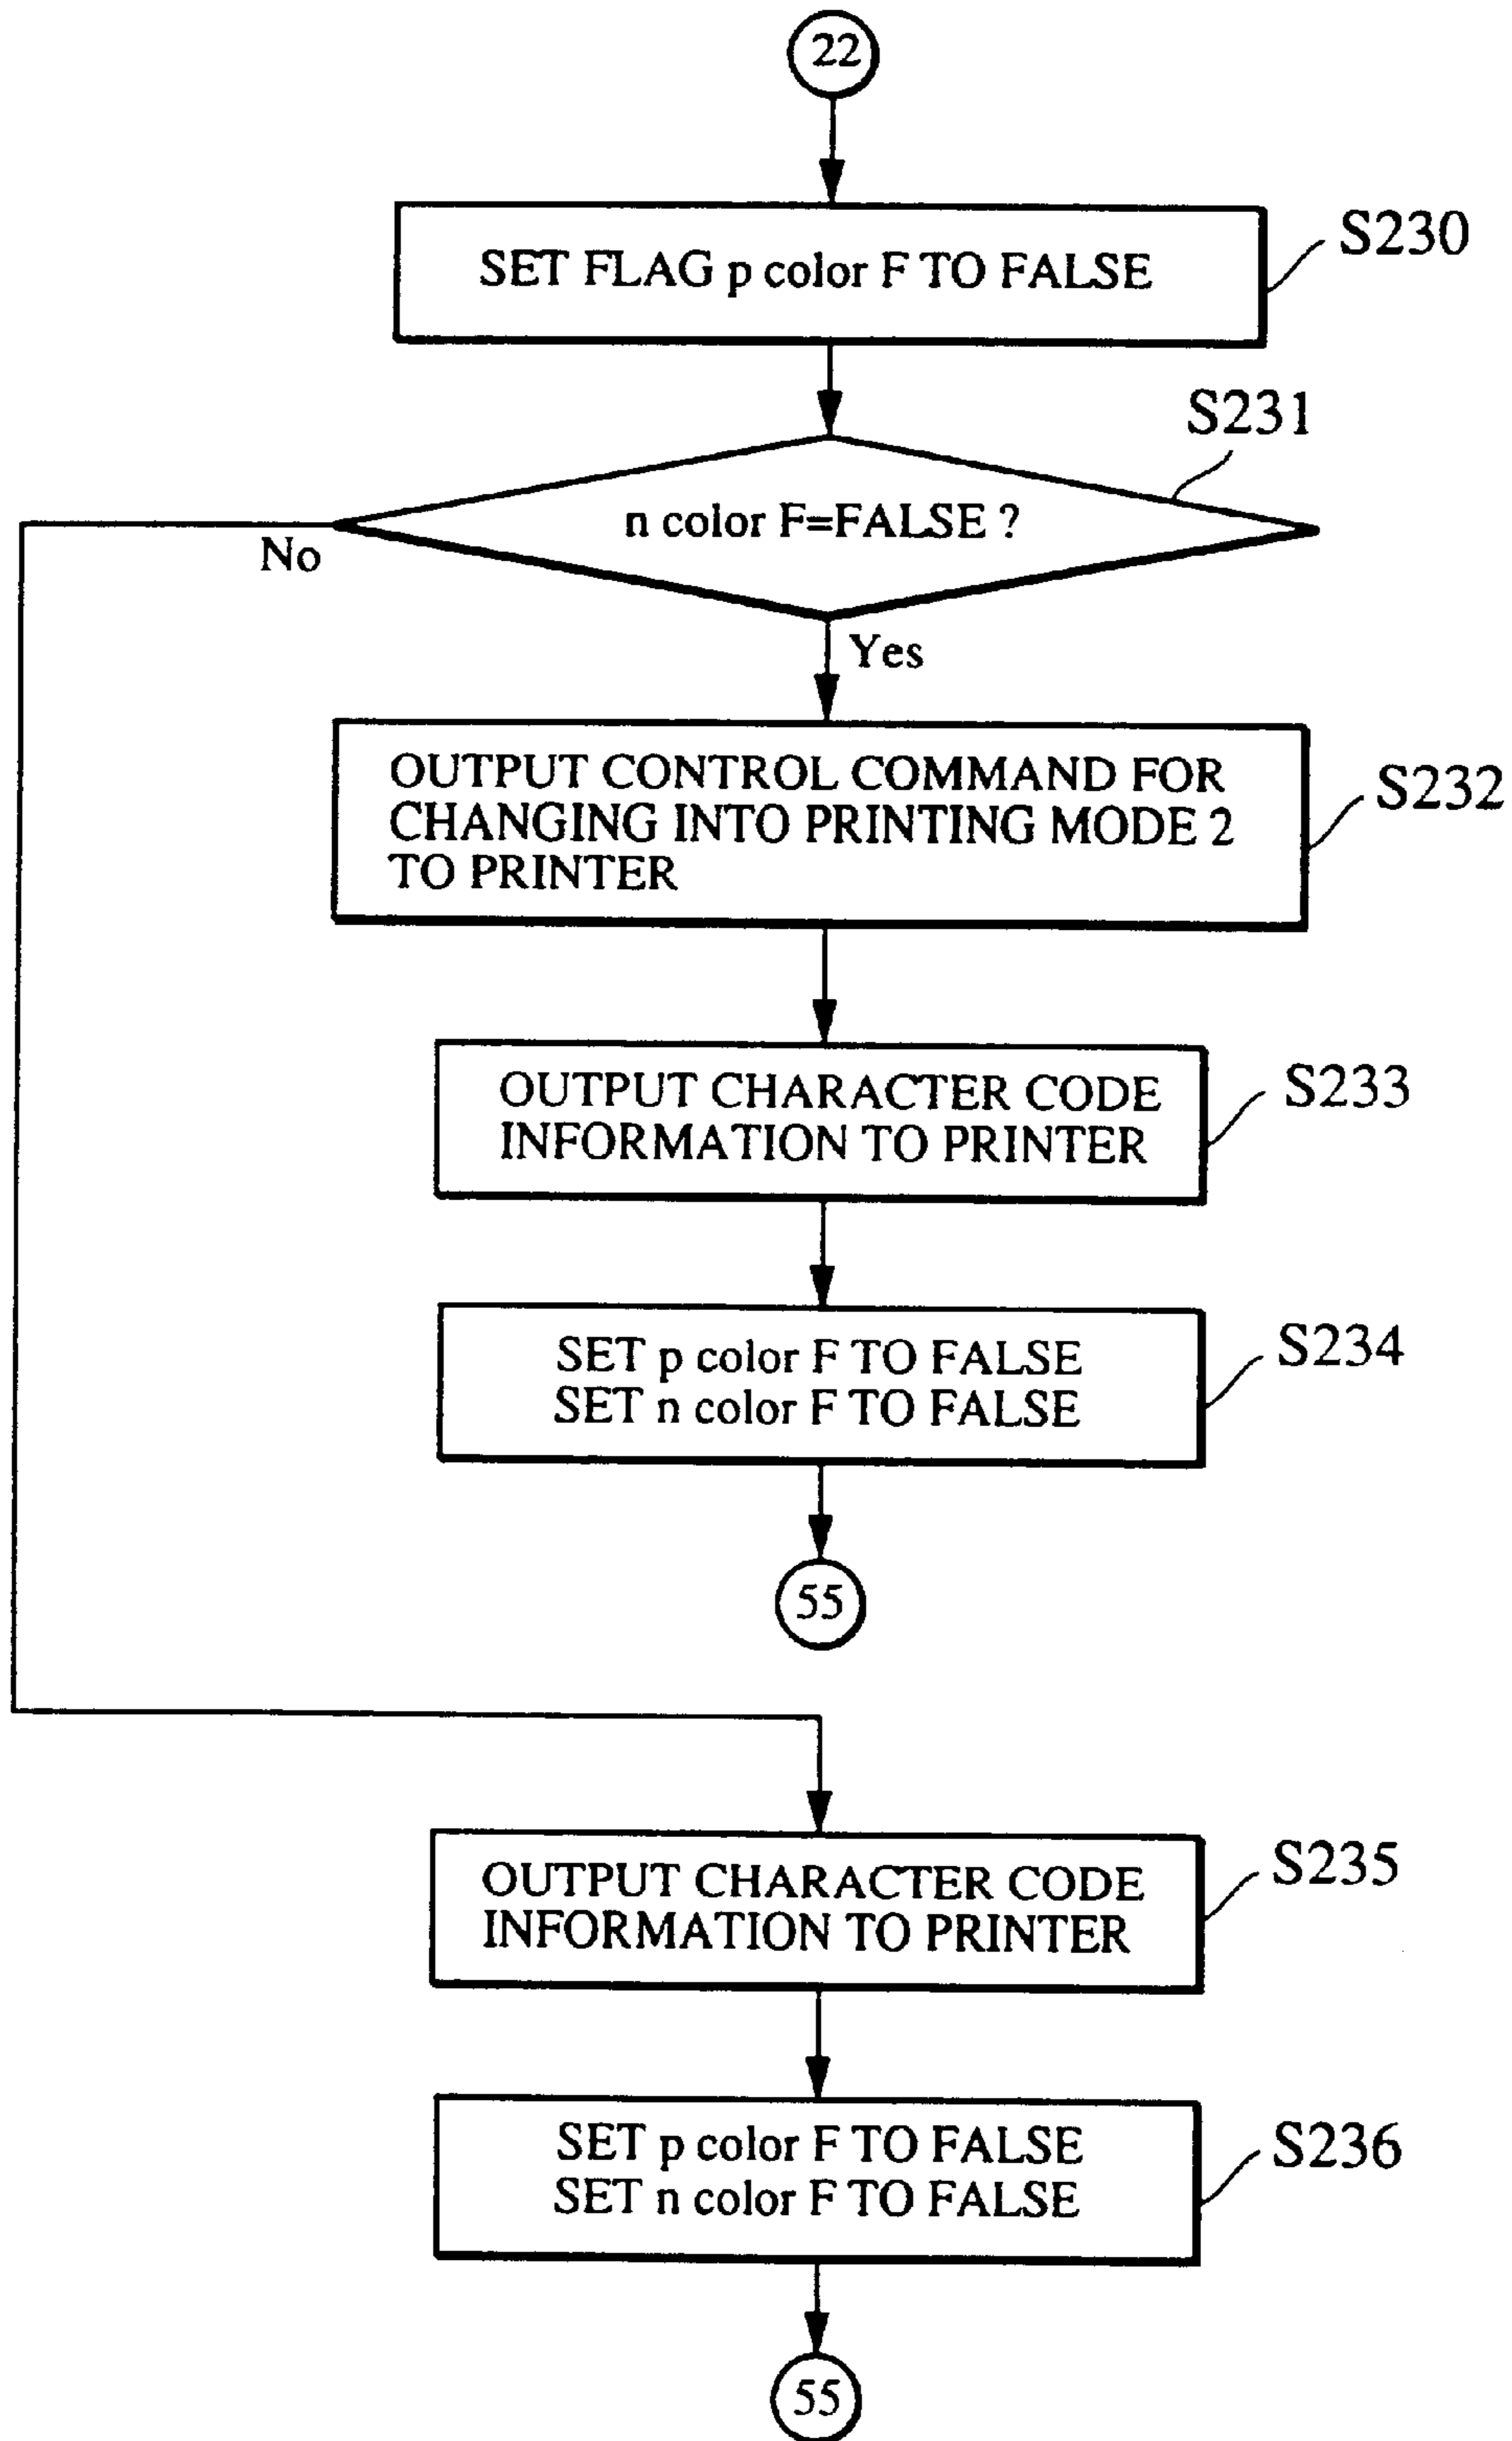 22
SET FLAG p color F TO FALSE
S230
S231
n color F=FALSE ?
No
Yes
OUTPUT CONTROL COMMAND FOR
CHANGING INTO PRINTING MODE 2
TO PRINTER
S232
OUTPUT CHARACTER CODE
INFORMATION TO PRINTER
S233
SET p color F TO FALSE
SET n color F TO FALSE
S234
55
OUTPUT CHARACTER CODE
INFORMATION TO PRINTER
S235
SET p color F TO FALSE
SET n color F TO FALSE
S236
55